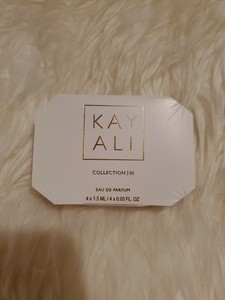 KAY
ALI
COLLECTION | 01
EAU DE PARFUM
4 x 1.5 ML/4 x 0.05 FL. OZ